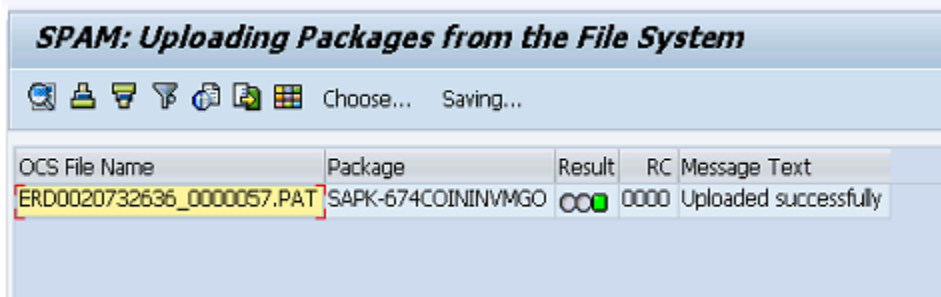 SPAM: Uploading Packages from the File System
Choose... Saving...
OCS File Name Package Result RC Message Text
ERD0020732636_0000057.PAT SAPK-674COININVMGO 0000 Uploaded successfully